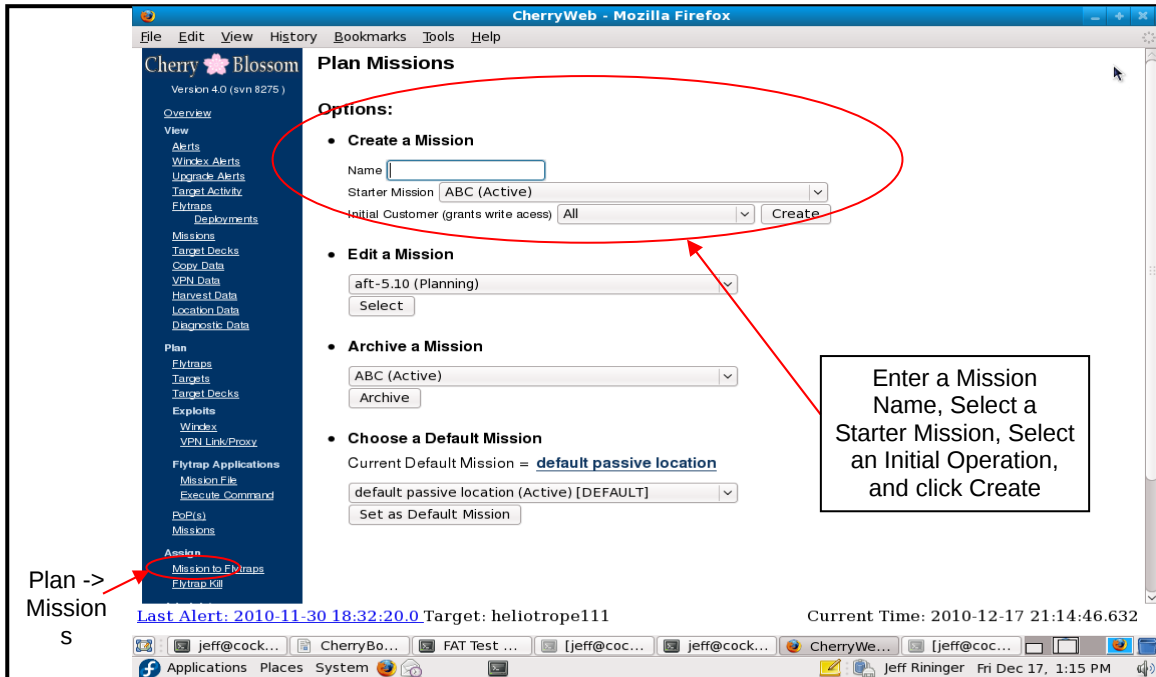 CherryWeb - Mozilla Firefox
File Edit View History Bookmarks Tools Help
Cherry Blossom
Version 4.0 (svn 8275 )
Overview
View
Alerts
Windex Alerts
Upgrade Alerts
Target Activity
Flytraps
Deployments
Missions
Target Decks
Copy Data
VPN Data
Harvest Data
Location Data
Diagnostic Data
Plan
Flytraps
Targets
Target Decks
Exploits
Windex
VPN Link/Proxy
Flytrap Applications
Mission File
Execute Command
PoP(s)
Missions
Assign
Mission to Flytraps
Flytrap Kill
Plan Missions
Options:
• Create a Mission
Name
Starter Mission ABC (Active)
Initial Customer (grants write acess) All Create
• Edit a Mission
aft-5.10 (Planning)
Select
• Archive a Mission
ABC (Active)
Archive
• Choose a Default Mission
Current Default Mission = default passive location
default passive location (Active) [DEFAULT]
Set as Default Mission
Enter a Mission
Name, Select a
Starter Mission, Select
an Initial Operation,
and click Create
Plan ->
Mission
s
Last Alert: 2010-11-30 18:32:20.0 Target: heliotrope111 Current Time: 2010-12-17 21:14:46.632
jeff@cock... CherryBo... FAT Test ... [jeff@coc... jeff@cock... CherryWe... [jeff@coc...
Applications Places System Jeff Rininger Fri Dec 17, 1:15 PM